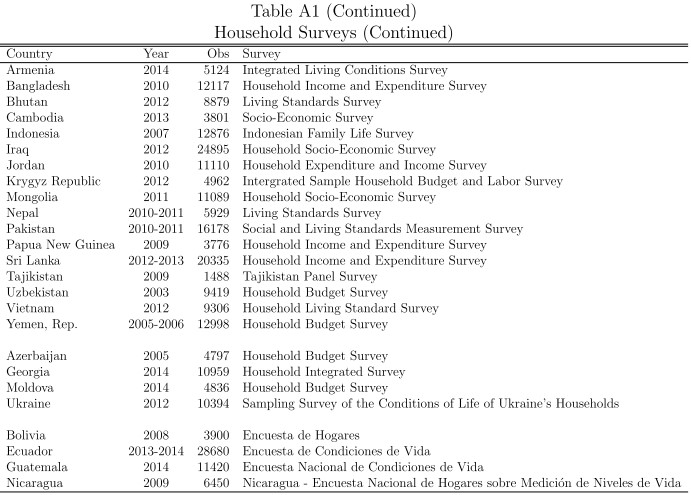 Table A1 (Continued)
Household Surveys (Continued)
Country Year Obs Survey
Armenia 2014 5124 Integrated Living Conditions Survey
Bangladesh 2010 12117 Household Income and Expenditure Survey
Bhutan 2012 8879 Living Standards Survey
Cambodia 2013 3801 Socio-Economic Survey
Indonesia 2007 12876 Indonesian Family Life Survey
Iraq 2012 24895 Household Socio-Economic Survey
Jordan 2010 11110 Household Expenditure and Income Survey
Krygyz Republic 2012 4962 Intergrated Sample Household Budget and Labor Survey
Mongolia 2011 11089 Household Socio-Economic Survey
Nepal 2010-2011 5929 Living Standards Survey
Pakistan 2010-2011 16178 Social and Living Standards Measurement Survey
Papua New Guinea 2009 3776 Household Income and Expenditure Survey
Sri Lanka 2012-2013 20335 Household Income and Expenditure Survey
Tajikistan 2009 1488 Tajikistan Panel Survey
Uzbekistan 2003 9419 Household Budget Survey
Vietnam 2012 9306 Household Living Standard Survey
Yemen, Rep. 2005-2006 12998 Household Budget Survey
Azerbaijan 2005 4797 Household Budget Survey
Georgia 2014 10959 Household Integrated Survey
Moldova 2014 4836 Household Budget Survey
Ukraine 2012 10394 Sampling Survey of the Conditions of Life of Ukraine's Households
Bolivia 2008 3900 Encuesta de Hogares
Ecuador 2013-2014 28680 Encuesta de Condiciones de Vida
Guatemala 2014 11420 Encuesta Nacional de Condiciones de Vida
Nicaragua 2009 6450 Nicaragua - Encuesta Nacional de Hogares sobre Medición de Niveles de Vida